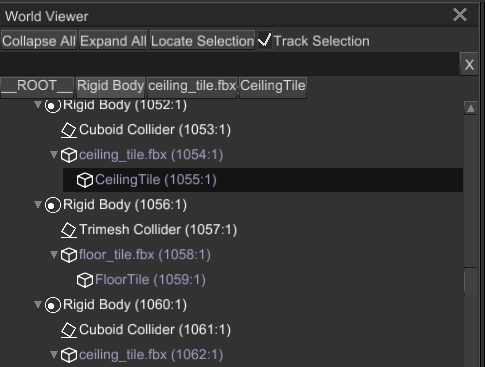 World Viewer
Collapse All Expand All Locate Selection Track Selection
X
__ROOT__ Rigid Body ceiling_tile.fbx CeilingTile
Rigid Body (1052:1)
Cuboid Collider (1053:1)
ceiling_tile.fbx (1054:1)
CeilingTile (1055:1)
Rigid Body (1056:1)
Trimesh Collider (1057:1)
floor_tile.fbx (1058:1)
FloorTile (1059:1)
Rigid Body (1060:1)
Cuboid Collider (1061:1)
ceiling_tile.fbx (1062:1)